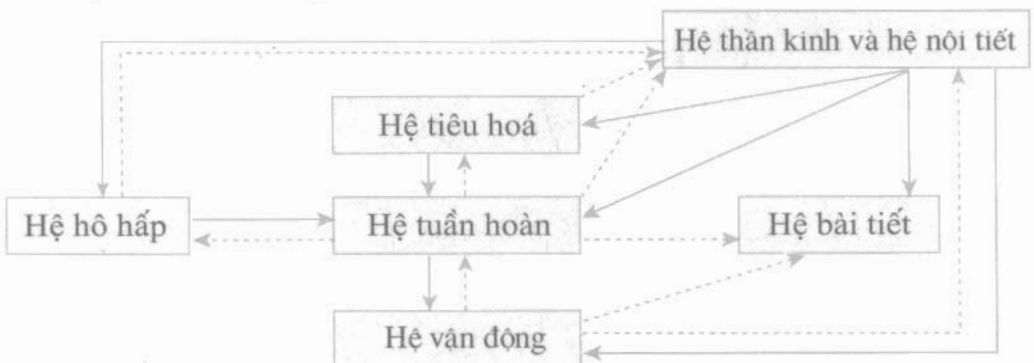 Hệ thần kinh và hệ nội tiết
Hệ tiêu hoá
Hệ hô hấp
Hệ tuần hoàn
Hệ bài tiết
Hệ vận động